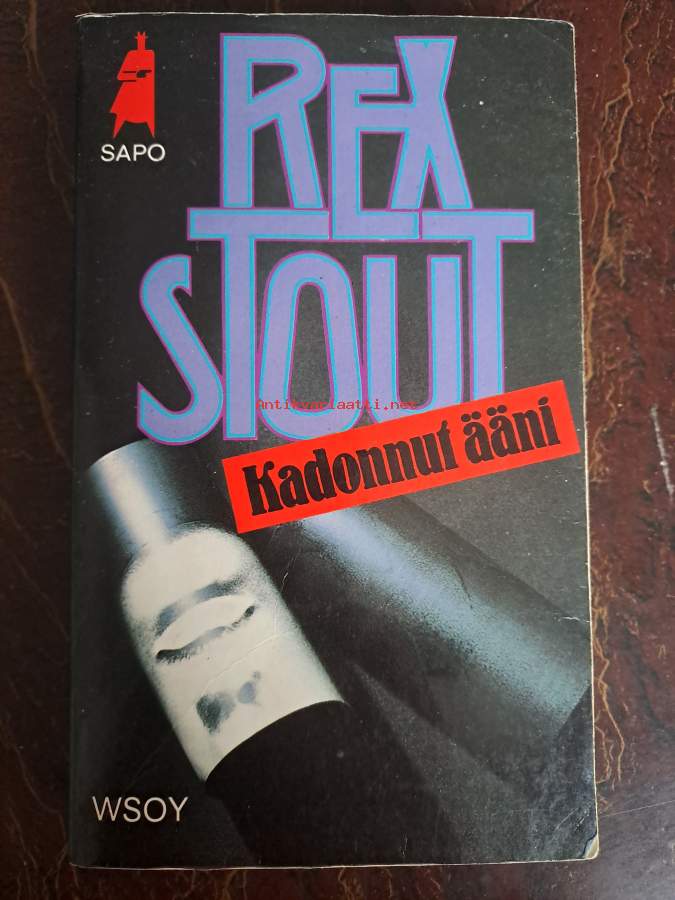 SAPO
REX
STOUT
Antikvariaatti.net
Kadonnut ääni
WSOY